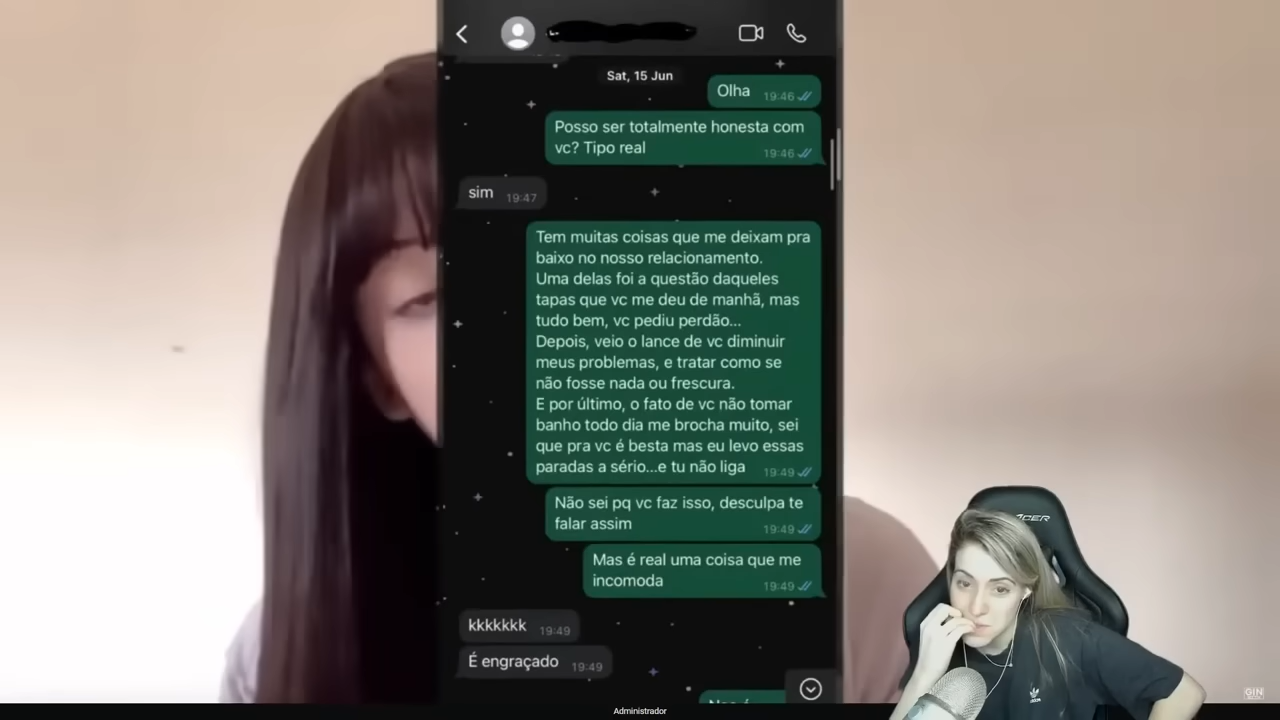 Sat, 15 Jun
Olha 19:46
Posso ser totalmente honesta com
vc? Tipo real 19:46
sim 19:47
Tem muitas coisas que me deixam pra
baixo no nosso relacionamento.
Uma delas foi a questão daqueles
tapas que vc me deu de manhã, mas
tudo bem, vc pediu perdão...
Depois, veio o lance de vc diminuir
meus problemas, e tratar como se
não fosse nada ou frescura.
E por último, o fato de vc não tomar
banho todo dia me brocha muito, sei
que pra vc é besta mas eu levo essas
paradas a sério...e tu não liga 19:49
Não sei pq vc faz isso, desculpa te
falar assim 19:49
Mas é real uma coisa que me
incomoda 19:49
kkkkkkk 19:49
É engraçado 19:49
GIN
Administrador